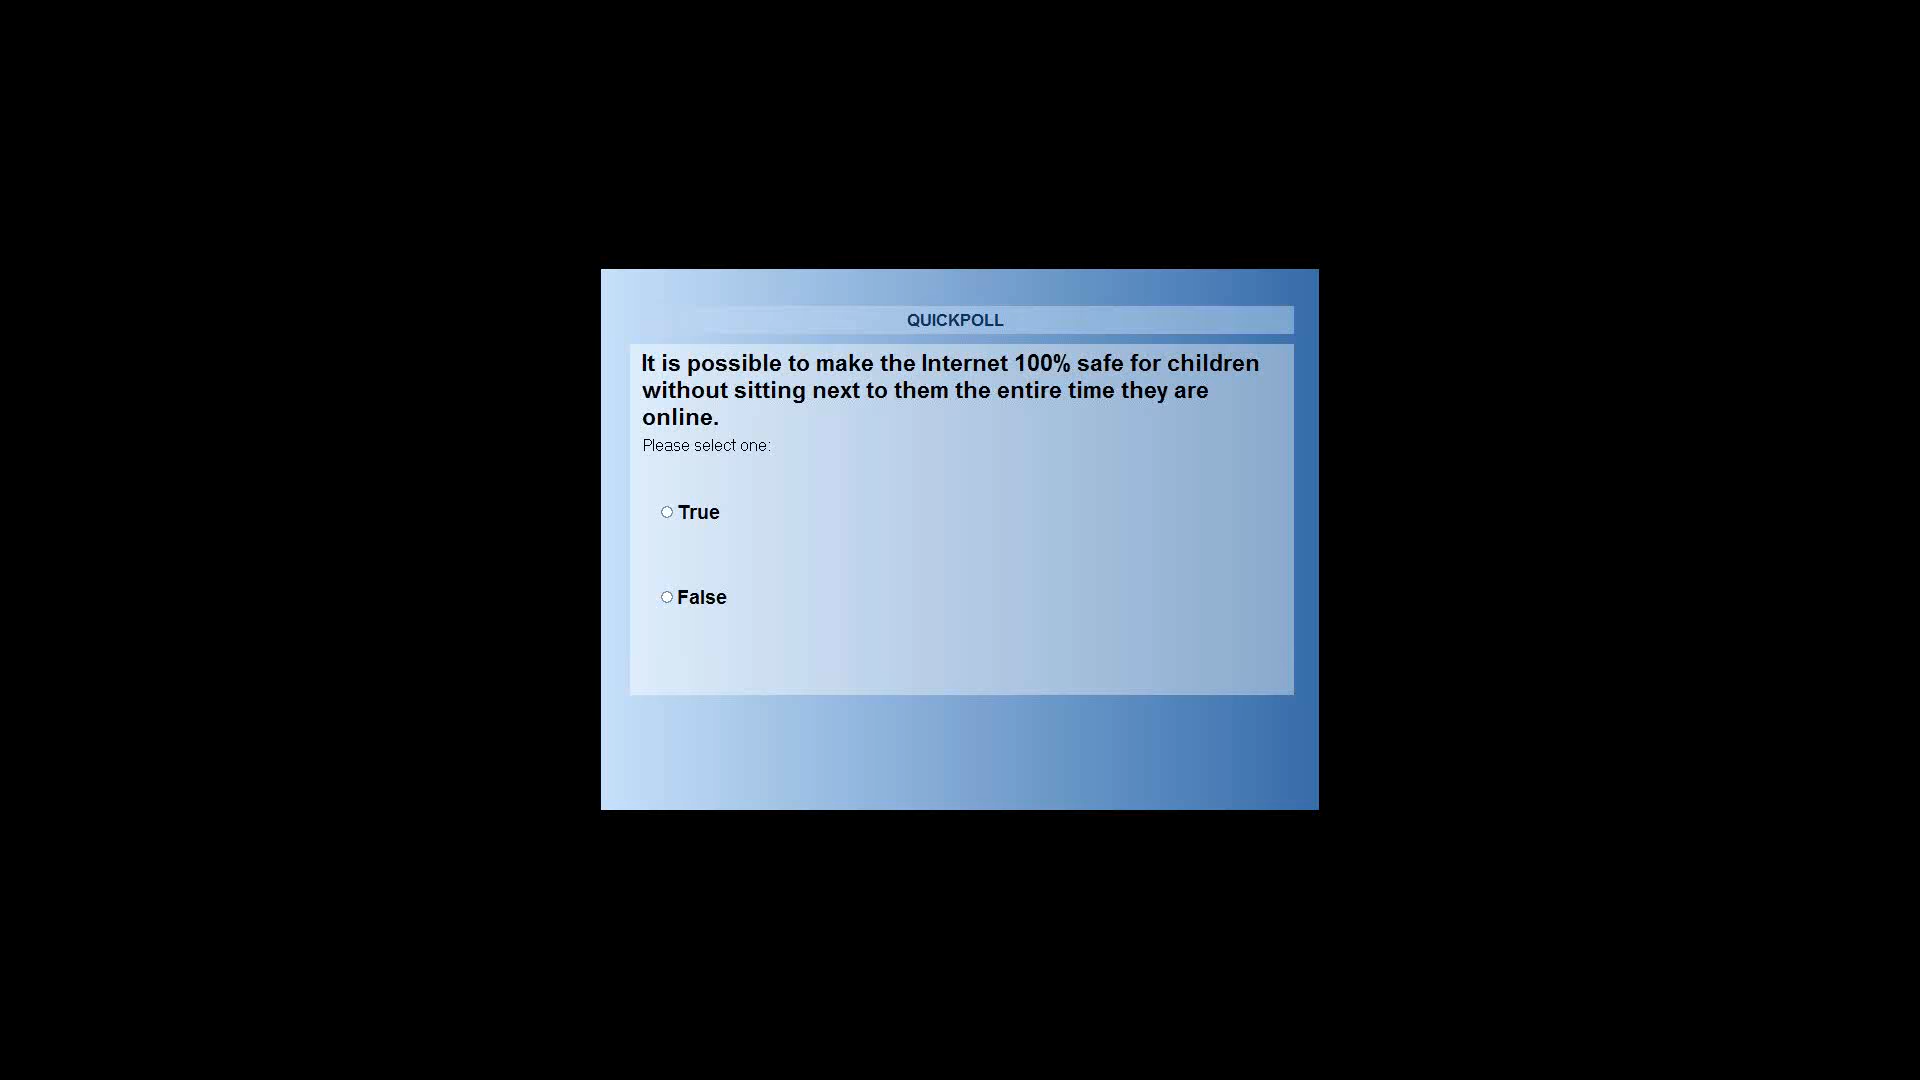 QUICKPOLL
It is possible to make the Internet 100% safe for children
without sitting next to them the entire time they are
online.
Please select one:
True
False